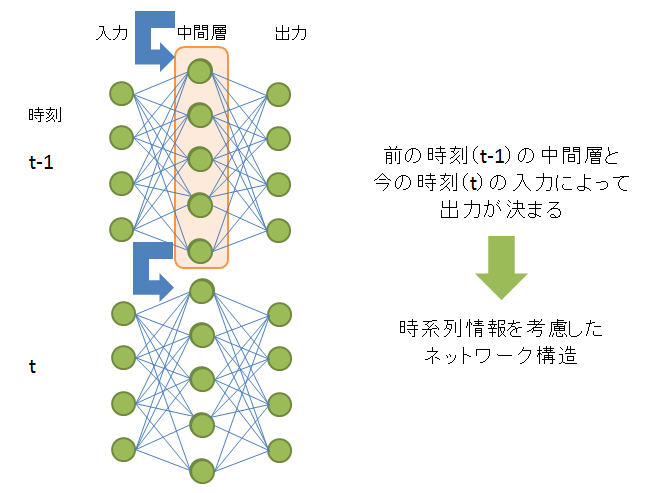 入力
中間層
出力
時刻
t-1
前の時刻(t-1)の中間層と
今の時刻(t)の入力によって
出力が決まる
時系列情報を考慮した
ネットワーク構造
t